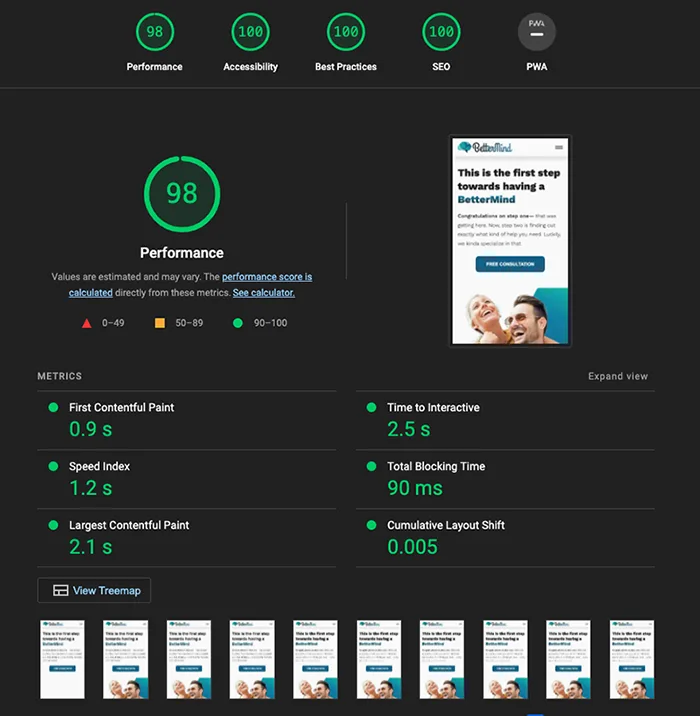 98 100 100 100 PWA
Performance Accessibility Best Practices SEO PWA
BetterMind
This is the first step
towards having a
BetterMind
Congratulations on step one— that was
getting here. Now, step two is finding out
exactly what kind of help you need. Luckily,
we kinda specialize in that.
FREE CONSULTATION
98
Performance
Values are estimated and may vary. The performance score is
calculated directly from these metrics. See calculator.
0–49 50–89 90–100
METRICS Expand view
First Contentful Paint Time to Interactive
0.9 s 2.5 s
Speed Index Total Blocking Time
1.2 s 90 ms
Largest Contentful Paint Cumulative Layout Shift
2.1 s 0.005
View Treemap